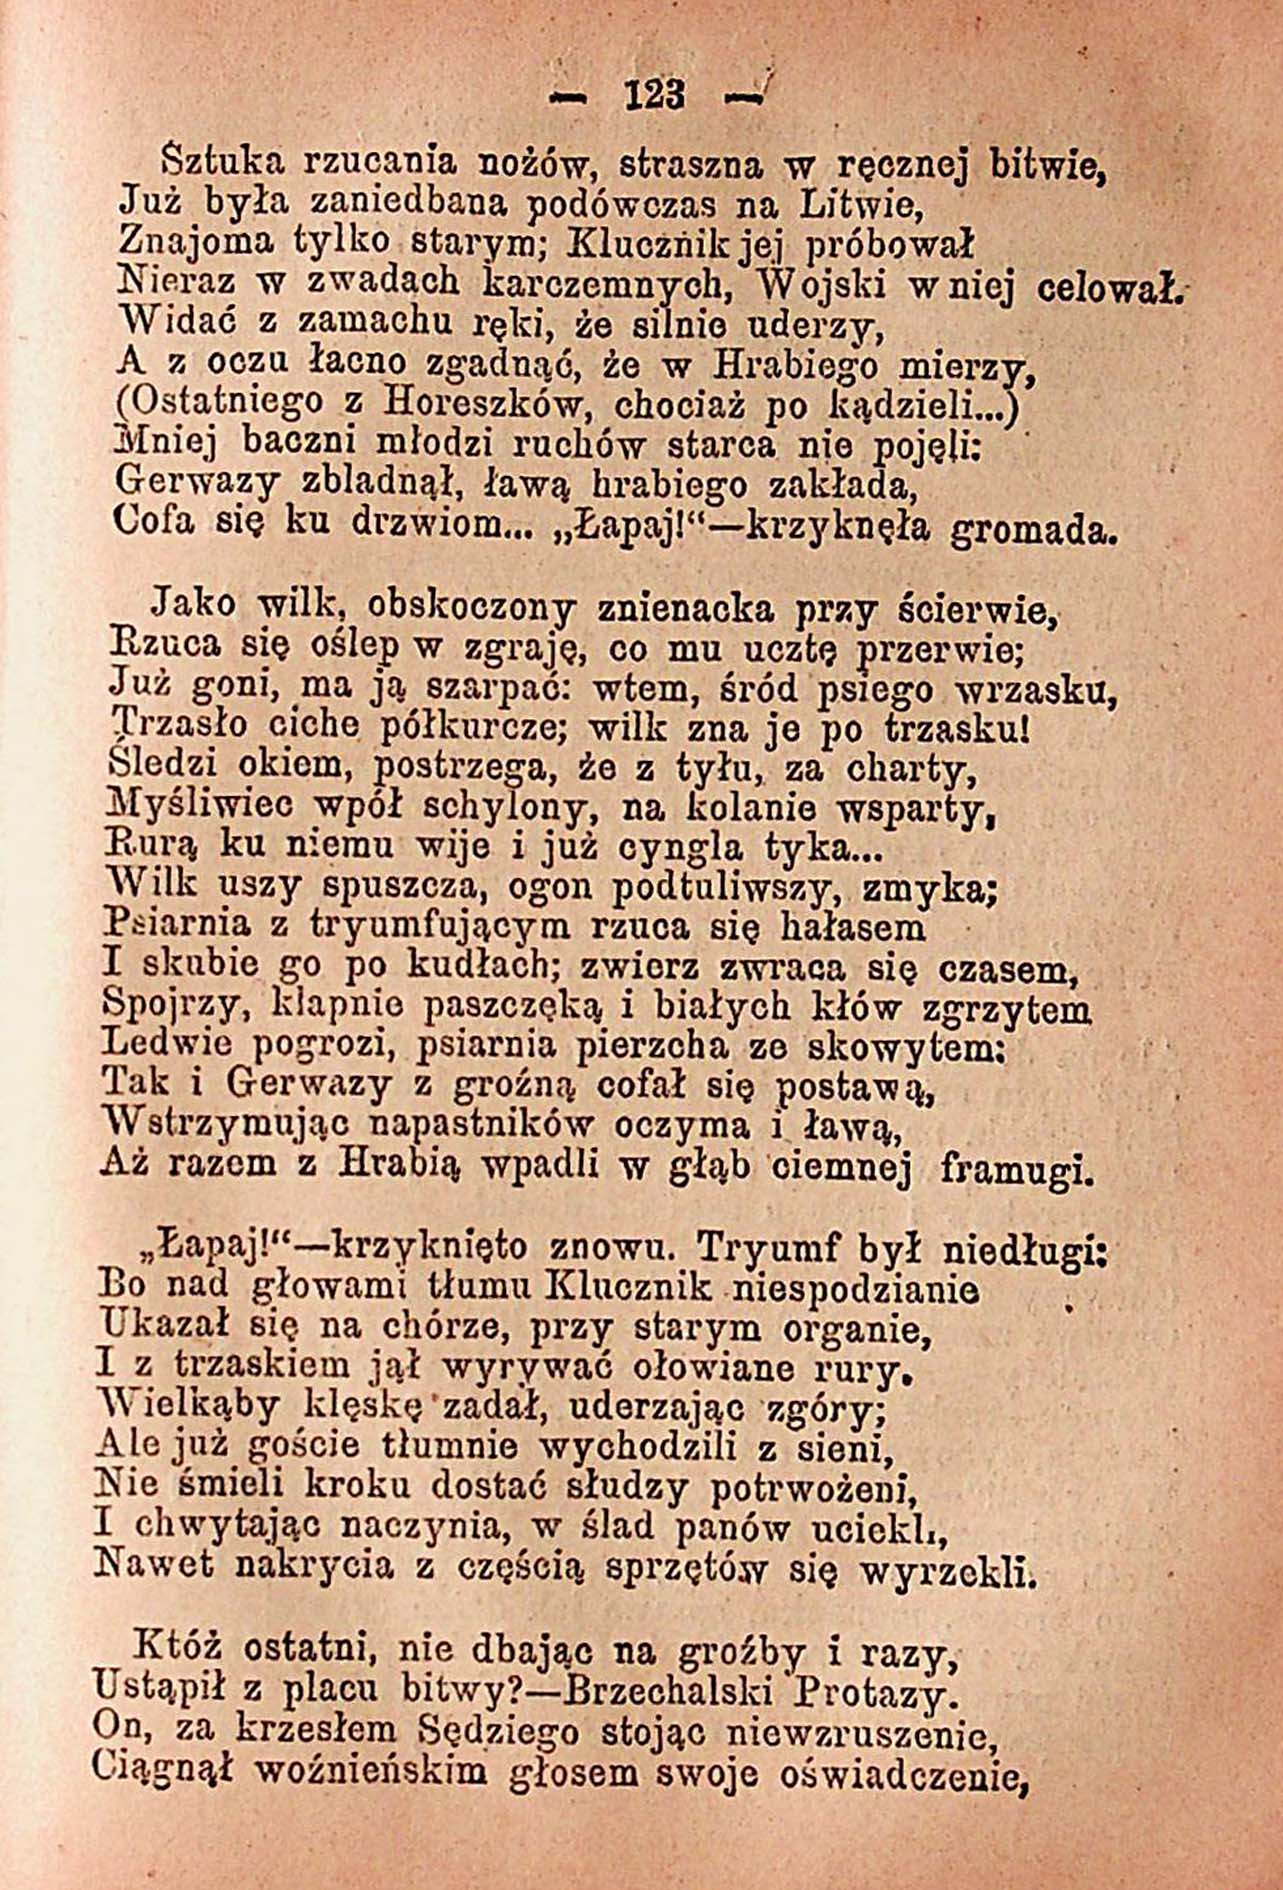 — 123 —
Sztuka rzucania nożów, straszna w ręcznej bitwie,
Już była zaniedbana podówczas na Litwie,
Znajoma tylko starym; Klucznik jej próbował
Nieraz w zwadach karczemnych, Wojski w niej celował.
Widać z zamachu ręki, że silnie uderzy,
A z oczu łacno zgadnąć, że w Hrabiego mierzy,
(Ostatniego z Horeszków, chociaż po kądzieli...)
Mniej baczni młodzi ruchów starca nie pojęli:
Gerwazy zbladnął, ławą hrabiego zakłada,
Cofa się ku drzwiom... „Łapaj!“—krzyknęła gromada.
Jako wilk, obskoczony znienacka przy ścierwie,
Rzuca się oślep w zgraję, co mu ucztę przerwie;
Już goni, ma ją szarpać: wtem, śród psiego wrzasku,
Trzasło ciche półkurcze; wilk zna je po trzasku!
Śledzi okiem, postrzega, że z tyłu, za charty,
Myśliwiec wpół schylony, na kolanie wsparty,
Rurą ku niemu wije i już cyngla tyka...
Wilk uszy spuszcza, ogon podtuliwszy, zmyka;
Psiarnia z tryumfującym rzuca się hałasem
I skubie go po kudłach; zwierz zwraca się czasem,
Spojrzy, klapnie paszczęką i białych kłów zgrzytem
Ledwie pogrozi, psiarnia pierzcha ze skowytem:
Tak i Gerwazy z groźną cofał się postawą,
Wstrzymując napastników oczyma i ławą,
Aż razem z Hrabią wpadli w głąb ciemnej framugi.
„Łapaj!“—krzyknięto znowu. Tryumf był niedługi:
Bo nad głowami tłumu Klucznik niespodzianie
Ukazał się na chórze, przy starym organie,
I z trzaskiem jął wyrywać ołowiane rury.
Wielkąby klęskę zadał, uderzając zgóry;
Ale już goście tłumnie wychodzili z sieni,
Nie śmieli kroku dostać słudzy potrwożeni,
I chwytając naczynia, w ślad panów uciekli,
Nawet nakrycia z częścią sprzętów się wyrzekli.
Któż ostatni, nie dbając na groźby i razy,
Ustąpił z placu bitwy?—Brzechalski Protazy.
On, za krzesłem Sędziego stojąc niewzruszenie,
Ciągnął woźnieńskim głosem swoje oświadczenie,